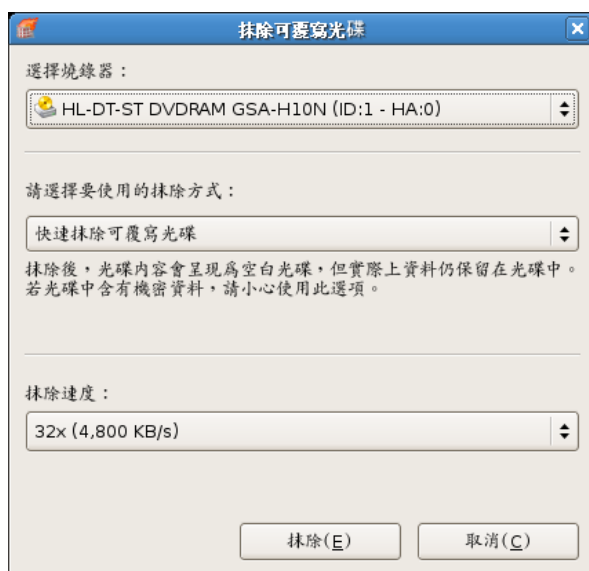 抹除可覆寫光碟
選擇燒錄器：
HL-DT-ST DVDRAM GSA-H10N (ID:1 - HA:0)
請選擇要使用的抹除方式：
快速抹除可覆寫光碟
抹除後，光碟內容會呈現為空白光碟，但實際上資料仍保留在光碟中。
若光碟中含有機密資料，請小心使用此選項。
抹除速度：
32x (4,800 KB/s)
抹除(E)
取消(C)